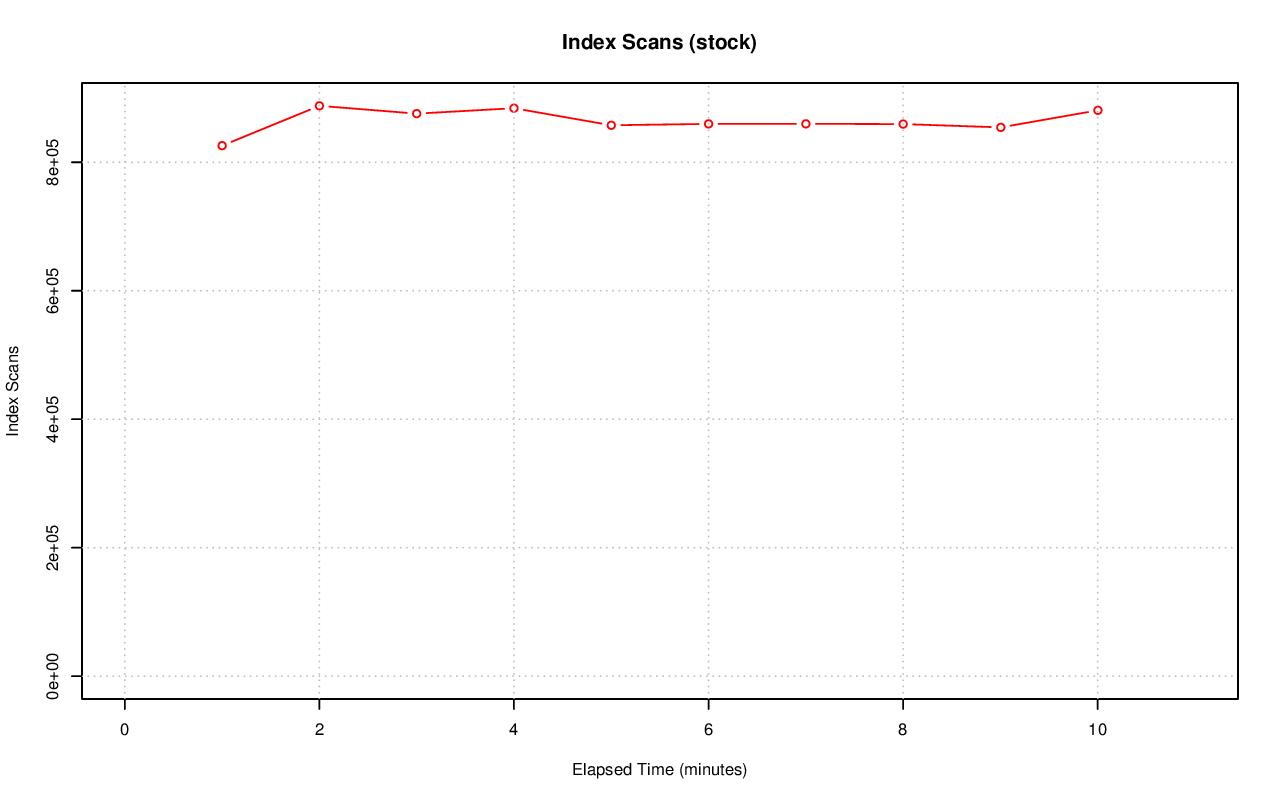 Index Scans (stock)
Index Scans
8e+05
6e+05
4e+05
2e+05
0e+00
0 2 4 6 8 10
Elapsed Time (minutes)